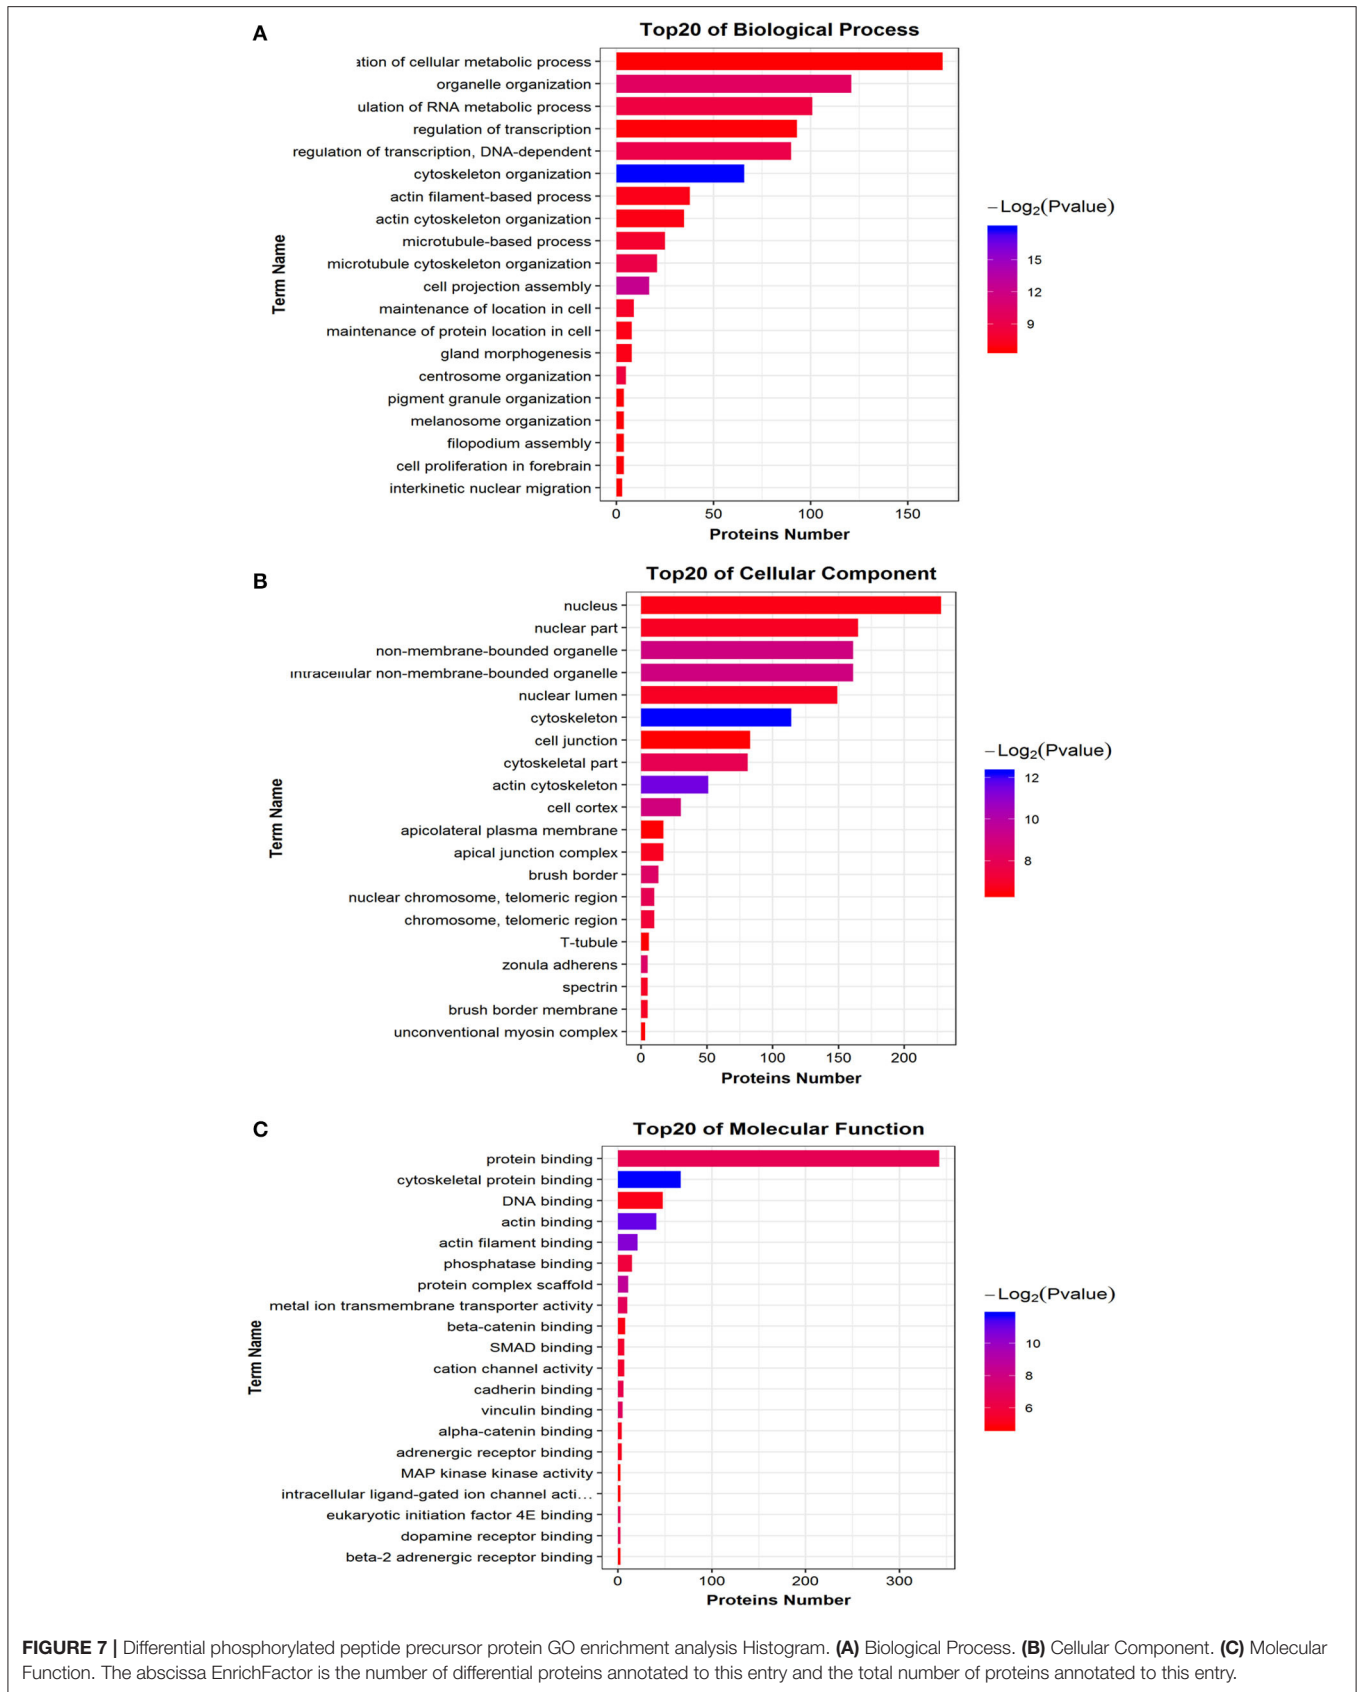 A
Top20 of Biological Process
ation of cellular metabolic process
organelle organization
ulation of RNA metabolic process
regulation of transcription
regulation of transcription, DNA-dependent
cytoskeleton organization
actin filament-based process
actin cytoskeleton organization
microtubule-based process
microtubule cytoskeleton organization
cell projection assembly
maintenance of location in cell
maintenance of protein location in cell
gland morphogenesis
centrosome organization
pigment granule organization
melanosome organization
filopodium assembly
cell proliferation in forebrain
interkinetic nuclear migration
Term Name
0 50 100 150
Proteins Number
−Log2(Pvalue)
15
12
9
B
Top20 of Cellular Component
nucleus
nuclear part
non-membrane-bounded organelle
intracellular non-membrane-bounded organelle
nuclear lumen
cytoskeleton
cell junction
cytoskeletal part
actin cytoskeleton
cell cortex
apicolateral plasma membrane
apical junction complex
brush border
nuclear chromosome, telomeric region
chromosome, telomeric region
T-tubule
zonula adherens
spectrin
brush border membrane
unconventional myosin complex
Term Name
0 50 100 150 200
Proteins Number
−Log2(Pvalue)
12
10
8
C
Top20 of Molecular Function
protein binding
cytoskeletal protein binding
DNA binding
actin binding
actin filament binding
phosphatase binding
protein complex scaffold
metal ion transmembrane transporter activity
beta-catenin binding
SMAD binding
cation channel activity
cadherin binding
vinculin binding
alpha-catenin binding
adrenergic receptor binding
MAP kinase kinase activity
intracellular ligand-gated ion channel acti...
eukaryotic initiation factor 4E binding
dopamine receptor binding
beta-2 adrenergic receptor binding
Term Name
0 100 200 300
Proteins Number
−Log2(Pvalue)
10
8
6
FIGURE 7 | Differential phosphorylated peptide precursor protein GO enrichment analysis Histogram. (A) Biological Process. (B) Cellular Component. (C) Molecular
Function. The abscissa EnrichFactor is the number of differential proteins annotated to this entry and the total number of proteins annotated to this entry.